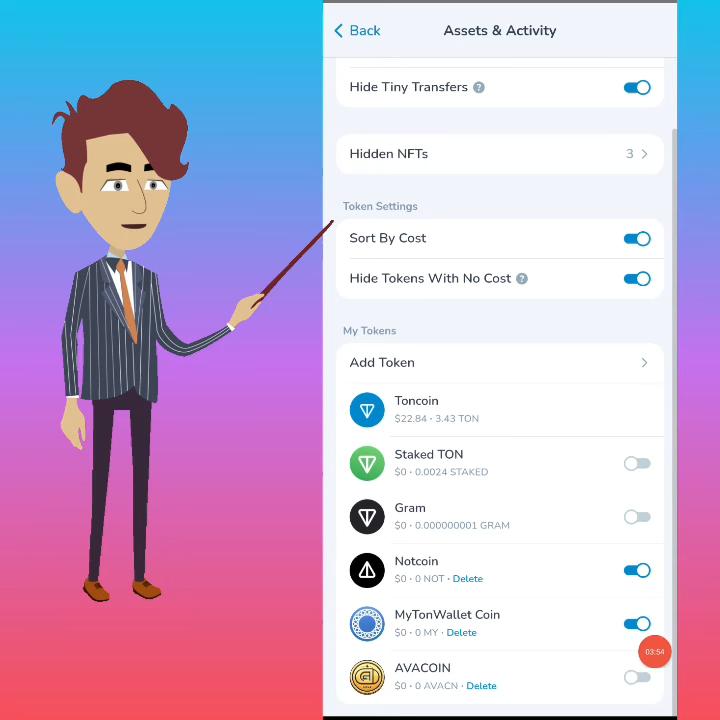 Back
Assets & Activity
Hide Tiny Transfers ?
Hidden NFTs
3
Token Settings
Sort By Cost
Hide Tokens With No Cost ?
My Tokens
Add Token
Toncoin
$22.84 · 3.43 TON
Staked TON
$0 · 0.0024 STAKED
Gram
$0 · 0.000000001 GRAM
Notcoin
$0 · 0 NOT · Delete
MyTonWallet Coin
$0 · 0 MY · Delete
03:54
AVACOIN
$0 · 0 AVACN · Delete